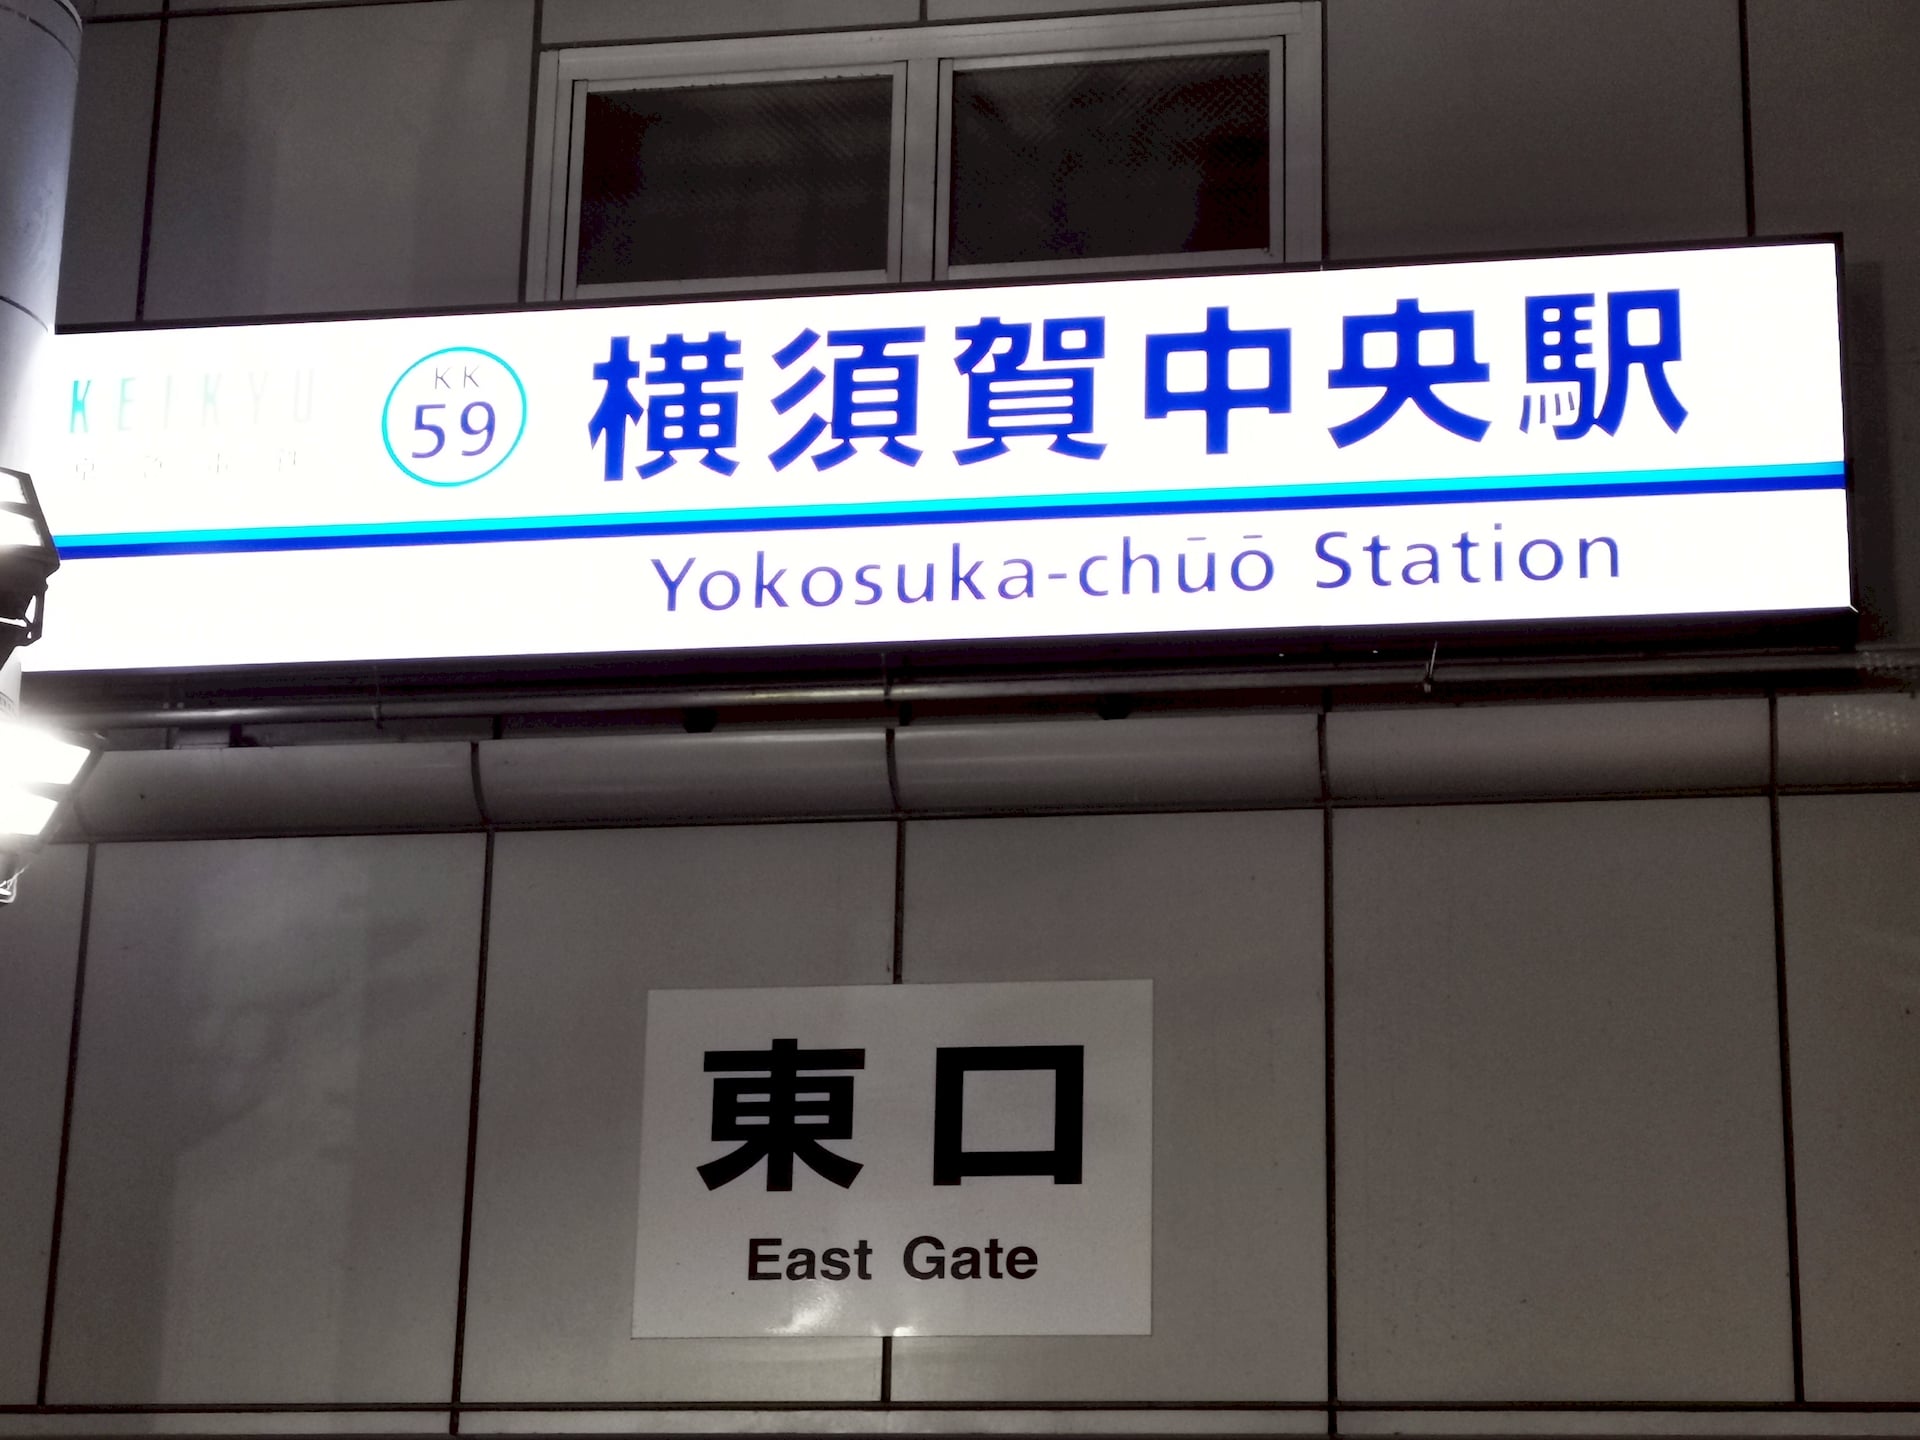 KEIKYU
KK
59
横須賀中央駅
Yokosuka-chūō Station
東口
East Gate